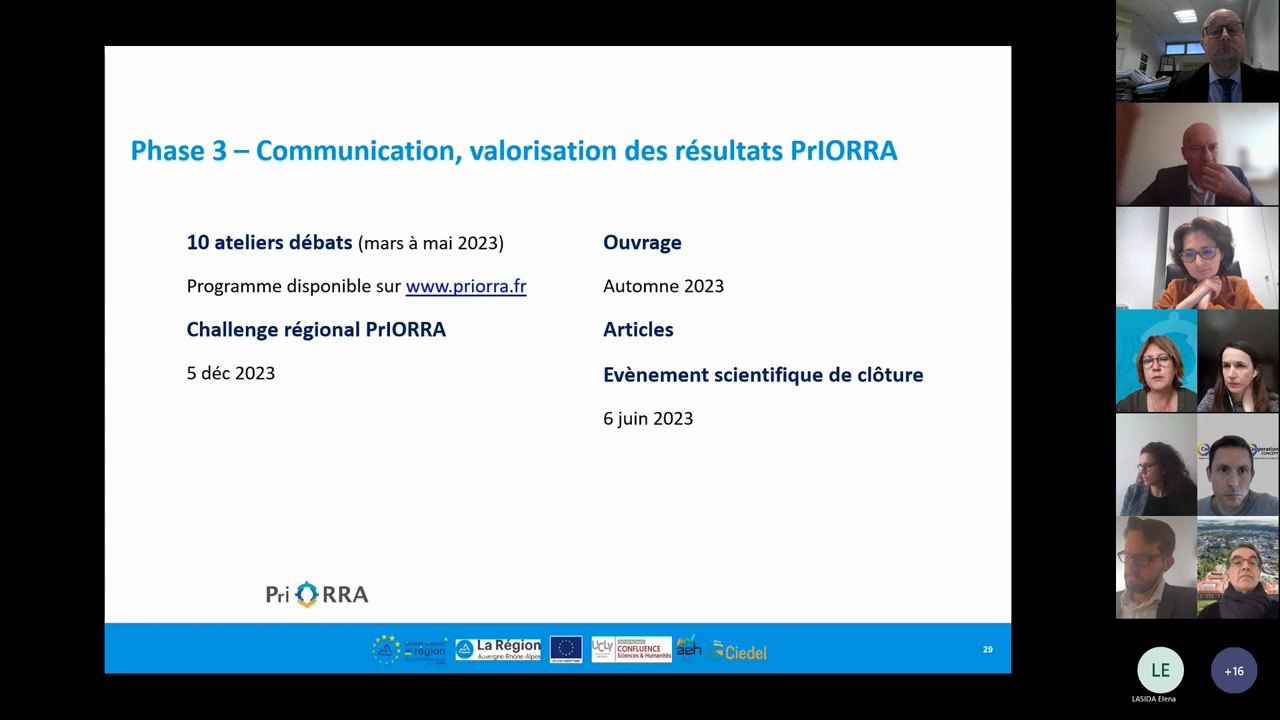 Phase 3 – Communication, valorisation des résultats PrIORRA
10 ateliers débats (mars à mai 2023)
Programme disponible sur www.priorra.fr
Challenge régional PrIORRA
5 déc 2023
Ouvrage
Automne 2023
Articles
Evènement scientifique de clôture
6 juin 2023
PriORRA
La Région
Auvergne-Rhône-Alpes
UCLy
CONFLUENCE
Sciences & Humanités
aeh
Ciedel
29
LE
LASIDA Elena
+16